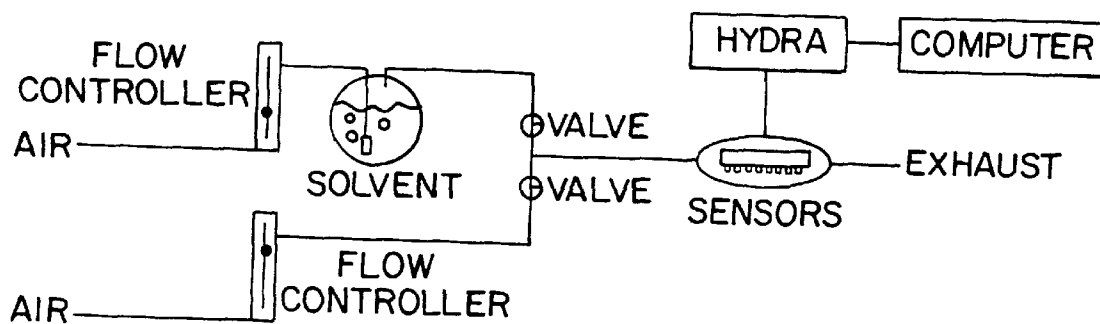 FLOW
CONTROLLER
AIR
SOLVENT
VALVE
VALVE
HYDRA
COMPUTER
EXHAUST
SENSORS
FLOW
CONTROLLER
AIR